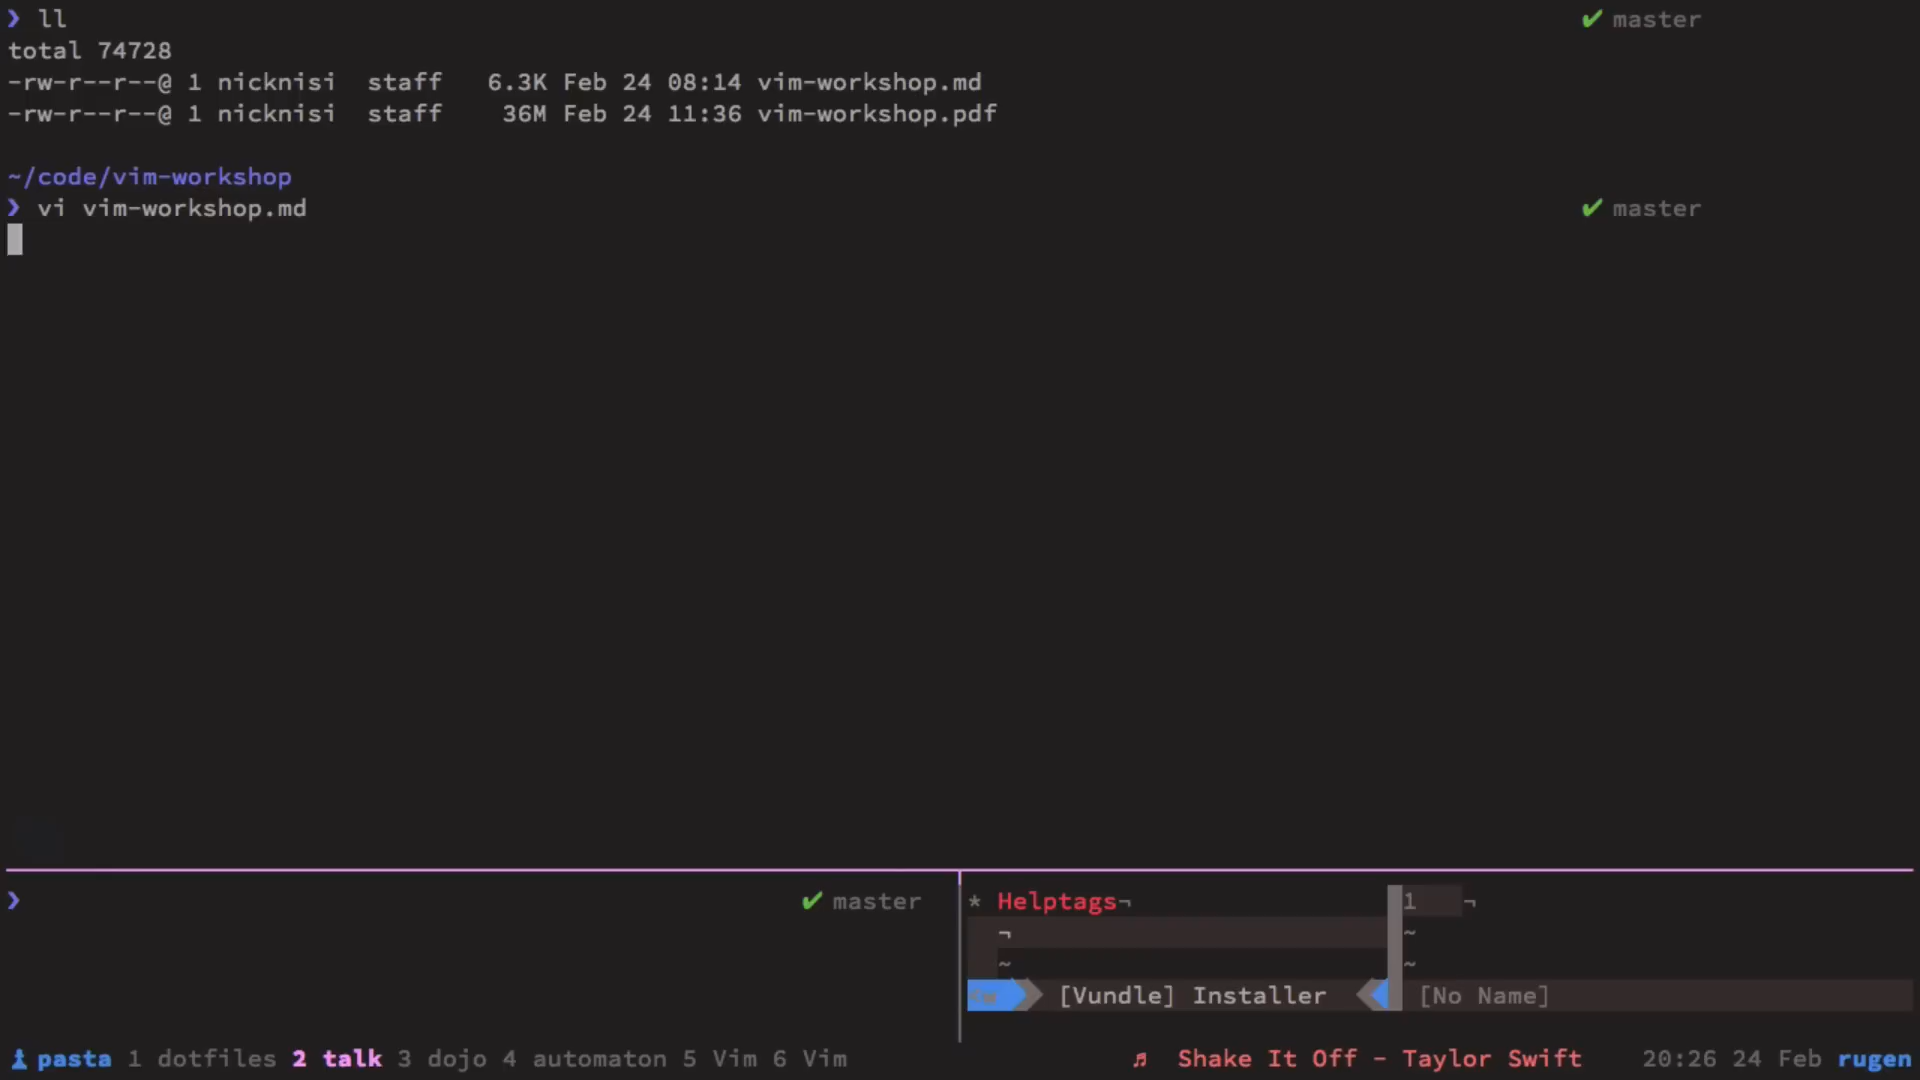 ❯ ll ✔ master
total 74728
-rw-r--r--@ 1 nicknisi staff 6.3K Feb 24 08:14 vim-workshop.md
-rw-r--r--@ 1 nicknisi staff 36M Feb 24 11:36 vim-workshop.pdf
~/code/vim-workshop
❯ vi vim-workshop.md ✔ master
❯ ✔ master
* Helptags¬
¬
~
[Vundle] Installer
1 ¬
~
~
[No Name]
pasta 1 dotfiles 2 talk 3 dojo 4 automaton 5 Vim 6 Vim ♬ Shake It Off - Taylor Swift 20:26 24 Feb rugen